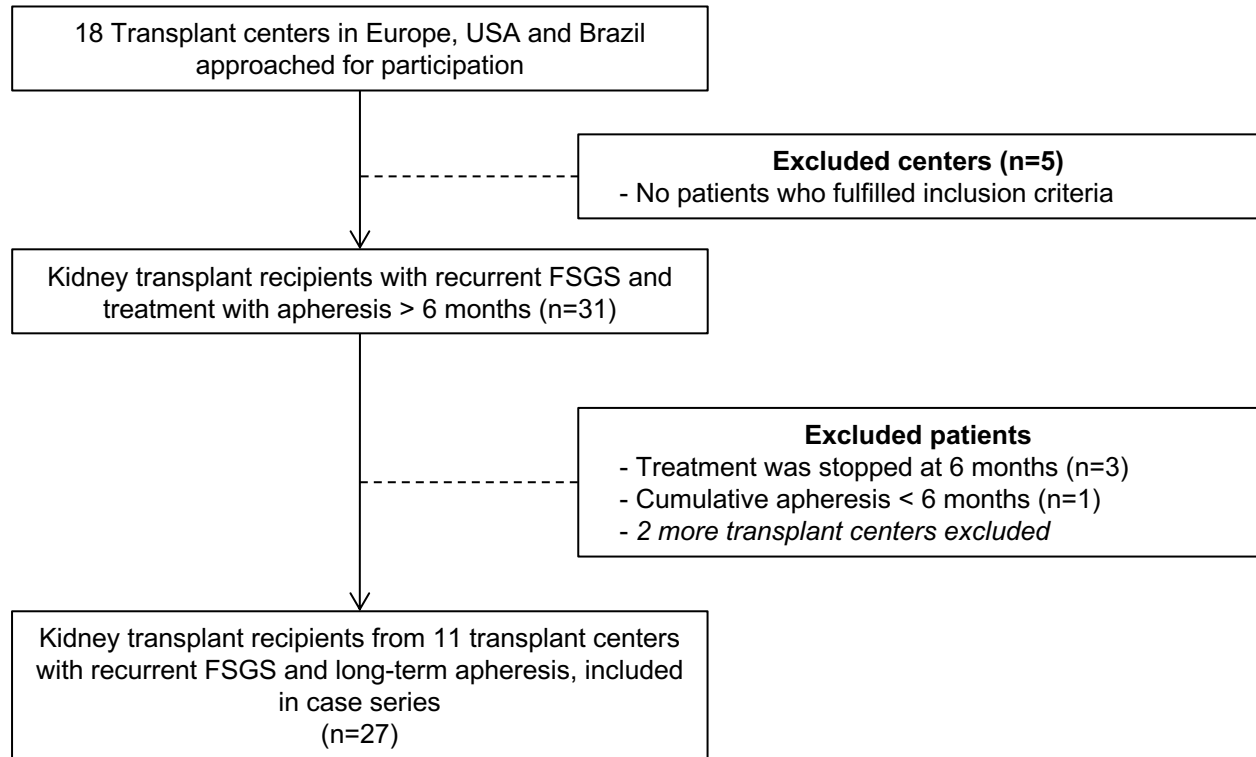 18 Transplant centers in Europe, USA and Brazil
approached for participation
Excluded centers (n=5)
- No patients who fulfilled inclusion criteria
Kidney transplant recipients with recurrent FSGS and
treatment with apheresis > 6 months (n=31)
Excluded patients
- Treatment was stopped at 6 months (n=3)
- Cumulative apheresis < 6 months (n=1)
- 2 more transplant centers excluded
Kidney transplant recipients from 11 transplant centers
with recurrent FSGS and long-term apheresis, included
in case series
(n=27)